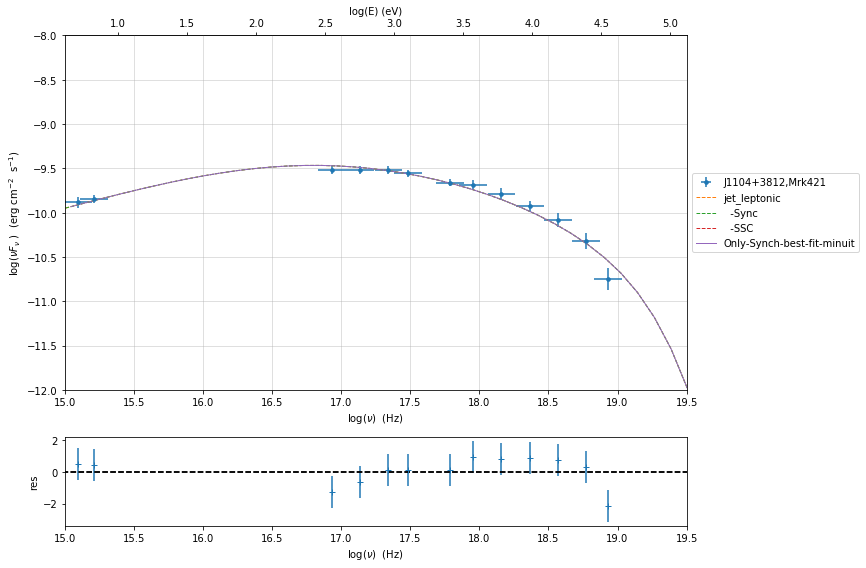 log(E) (eV)
1.0 1.5 2.0 2.5 3.0 3.5 4.0 4.5 5.0
−8.0
−8.5
−9.0
−9.5
−10.0
−10.5
−11.0
−11.5
−12.0
log(νFν ) (erg cm⁻² s⁻¹)
15.0 15.5 16.0 16.5 17.0 17.5 18.0 18.5 19.0 19.5
log(ν) (Hz)
J1104+3812,Mrk421
jet_leptonic
-Sync
-SSC
Only-Synch-best-fit-minuit
2
0
−2
res
15.0 15.5 16.0 16.5 17.0 17.5 18.0 18.5 19.0 19.5
log(ν) (Hz)